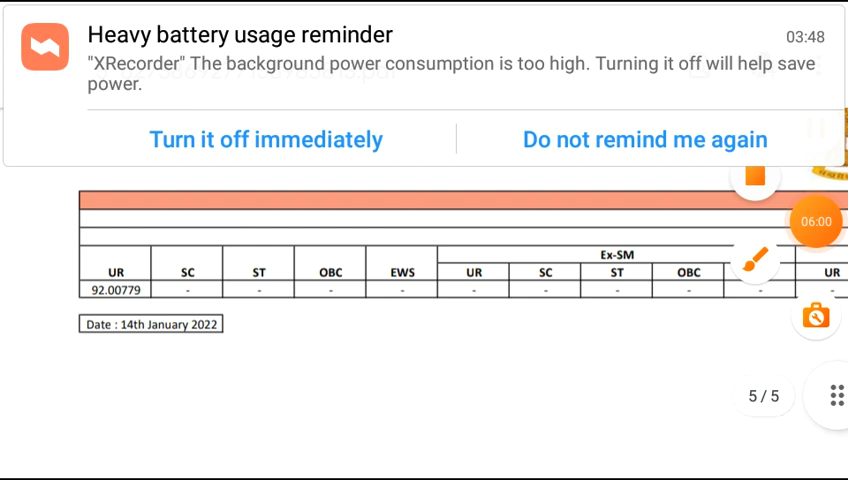 Heavy battery usage reminder
03:48
"XRecorder" The background power consumption is too high. Turning it off will help save
power.
Turn it off immediately
Do not remind me again
06:00
Ex-SM
UR SC ST OBC EWS UR SC ST OBC UR
92.00779 - - - - - - - - - -
Date : 14th January 2022
5 / 5